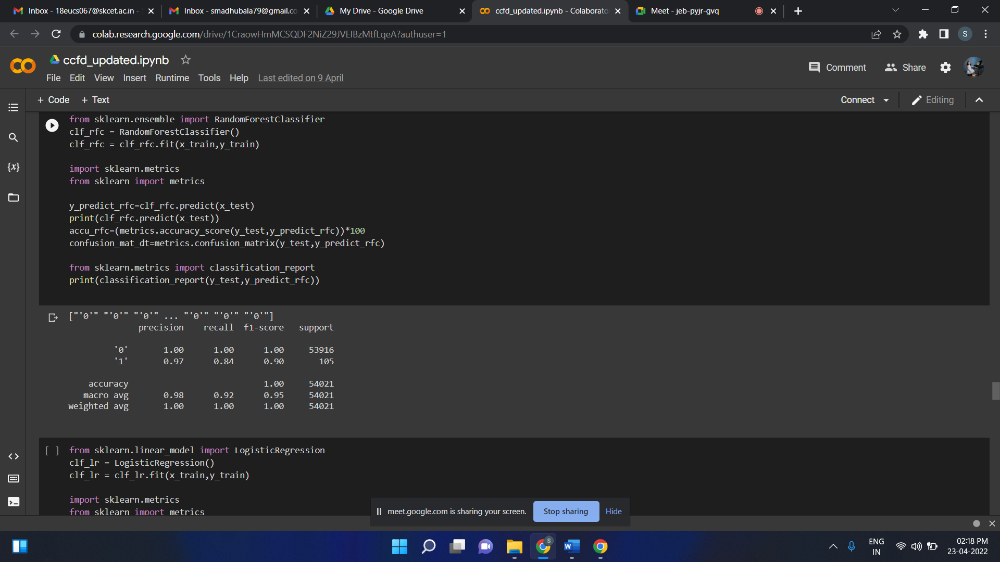 Inbox - 18eucs067@skcet.ac.in -
Inbox - smadhubala79@gmail.co
My Drive - Google Drive
ccfd_updated.ipynb - Colaborato
Meet - jeb-pyjr-gvq
colab.research.google.com/drive/1CraowHmMCSQDF2NiZ29JVEIBzMtfLqeA?authuser=1
S
ccfd_updated.ipynb
Comment
Share
File Edit View Insert Runtime Tools Help Last edited on 9 April
+ Code + Text
Connect
Editing
from sklearn.ensemble import RandomForestClassifier
clf_rfc = RandomForestClassifier()
clf_rfc = clf_rfc.fit(x_train,y_train)
{x}
import sklearn.metrics
from sklearn import metrics
y_predict_rfc=clf_rfc.predict(x_test)
print(clf_rfc.predict(x_test))
accu_rfc=(metrics.accuracy_score(y_test,y_predict_rfc))*100
confusion_mat_dt=metrics.confusion_matrix(y_test,y_predict_rfc)
from sklearn.metrics import classification_report
print(classification_report(y_test,y_predict_rfc))
["'0'" "'0'" "'0'" ... "'0'" "'0'" "'0'"]
precision recall f1-score support
'0' 1.00 1.00 1.00 53916
'1' 0.97 0.84 0.90 105
accuracy 1.00 54021
macro avg 0.98 0.92 0.95 54021
weighted avg 1.00 1.00 1.00 54021
[ ] from sklearn.linear_model import LogisticRegression
clf_lr = LogisticRegression()
clf_lr = clf_lr.fit(x_train,y_train)
import sklearn.metrics
from sklearn import metrics
meet.google.com is sharing your screen.
Stop sharing
Hide
S
W
ENG
IN
02:18 PM
23-04-2022